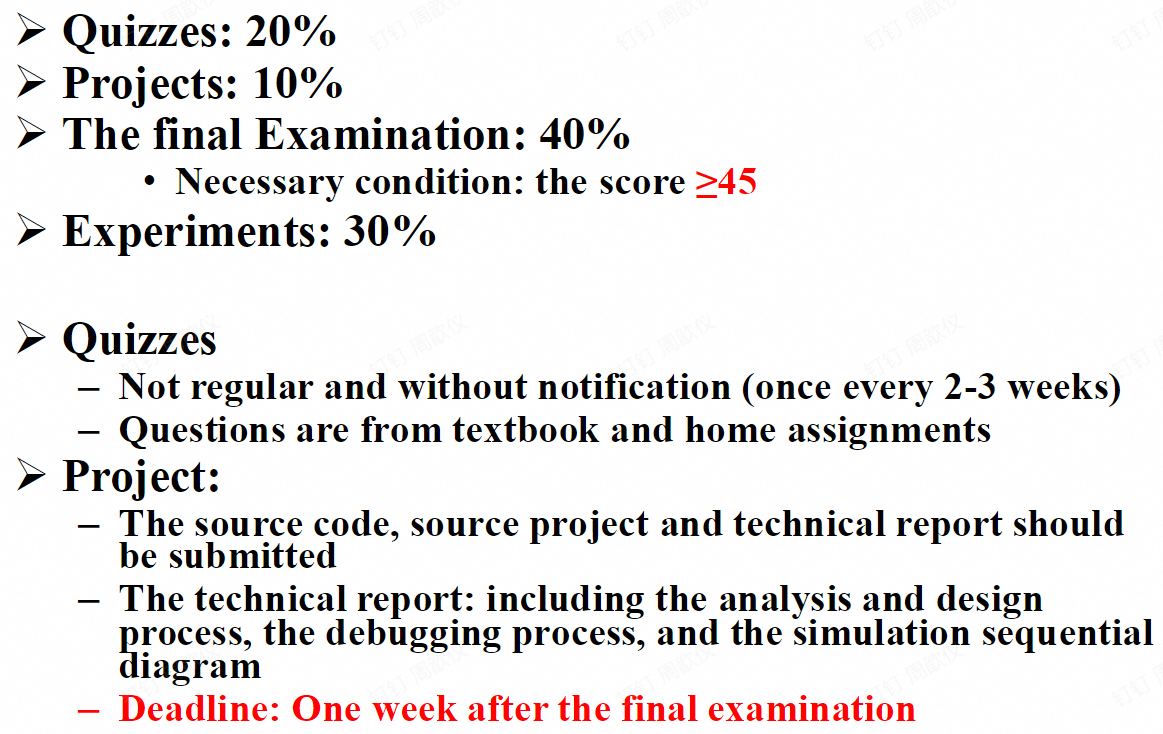 ➢ Quizzes: 20%
➢ Projects: 10%
➢ The final Examination: 40%
• Necessary condition: the score ≥45
➢ Experiments: 30%
➢ Quizzes
– Not regular and without notification (once every 2-3 weeks)
– Questions are from textbook and home assignments
➢ Project:
– The source code, source project and technical report should
be submitted
– The technical report: including the analysis and design
process, the debugging process, and the simulation sequential
diagram
– Deadline: One week after the final examination